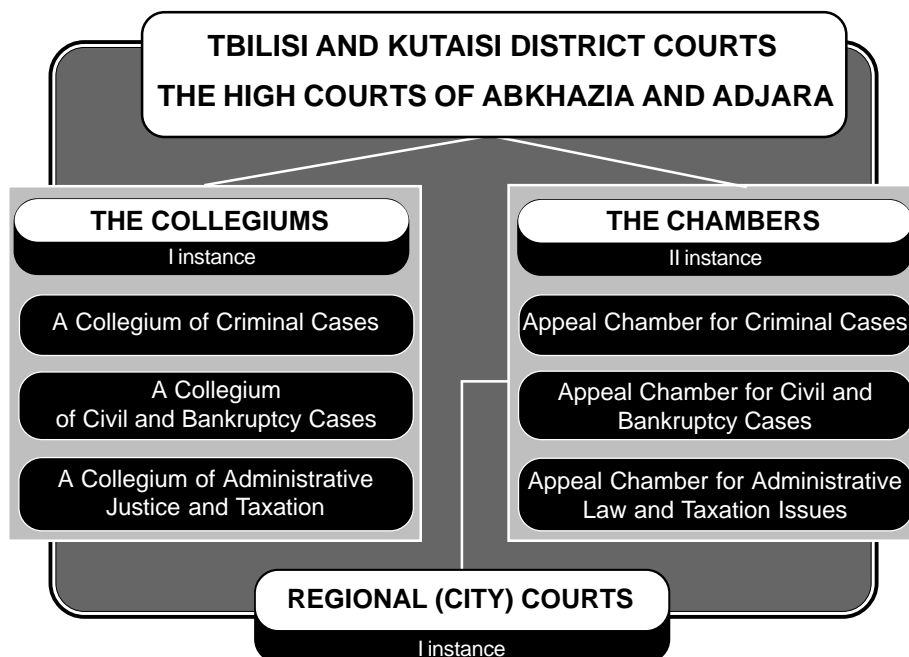 TBILISI AND KUTAISI DISTRICT COURTS
THE HIGH COURTS OF ABKHAZIA AND ADJARA
THE COLLEGIUMS
I instance
A Collegium of Criminal Cases
A Collegium
of Civil and Bankruptcy Cases
A Collegium of Administrative
Justice and Taxation
THE CHAMBERS
II instance
Appeal Chamber for Criminal Cases
Appeal Chamber for Civil and
Bankruptcy Cases
Appeal Chamber for Administrative
Law and Taxation Issues
REGIONAL (CITY) COURTS
I instance